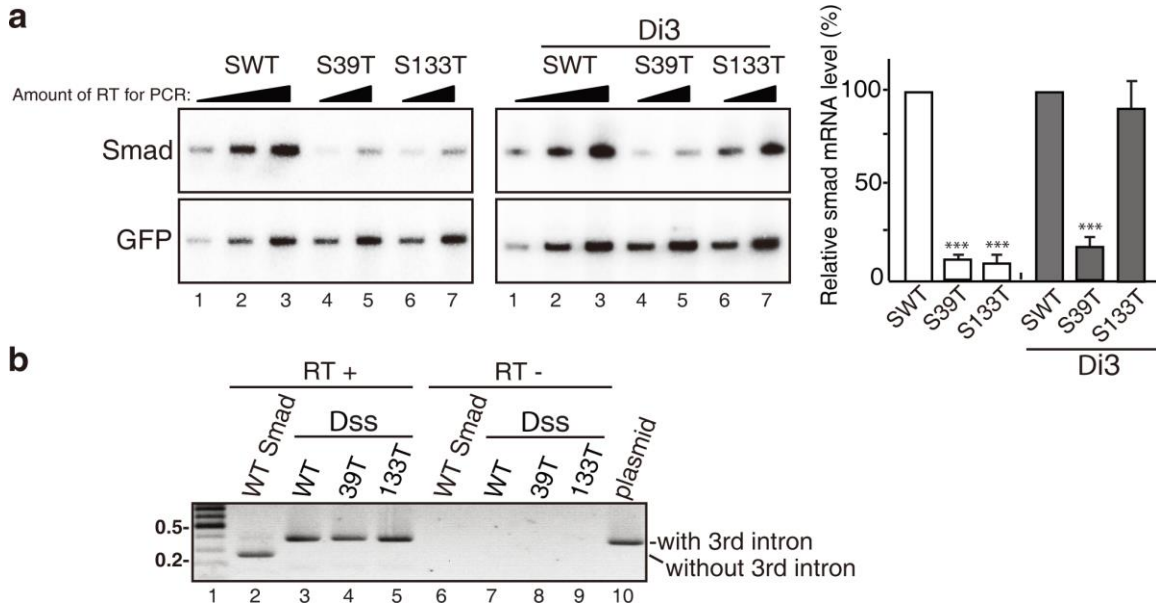 a
Di3
SWT S39T S133T SWT S39T S133T
Amount of RT for PCR:
Smad
GFP
1 2 3 4 5 6 7 1 2 3 4 5 6 7
Relative smad mRNA level (%)
100
50
0
*** *** ***
SWT S39T S133T SWT S39T S133T
Di3
b
RT + RT -
Dss Dss
WT Smad WT 39T 133T WT Smad WT 39T 133T plasmid
0.5-
0.2-
-with 3rd intron
without 3rd intron
1 2 3 4 5 6 7 8 9 10